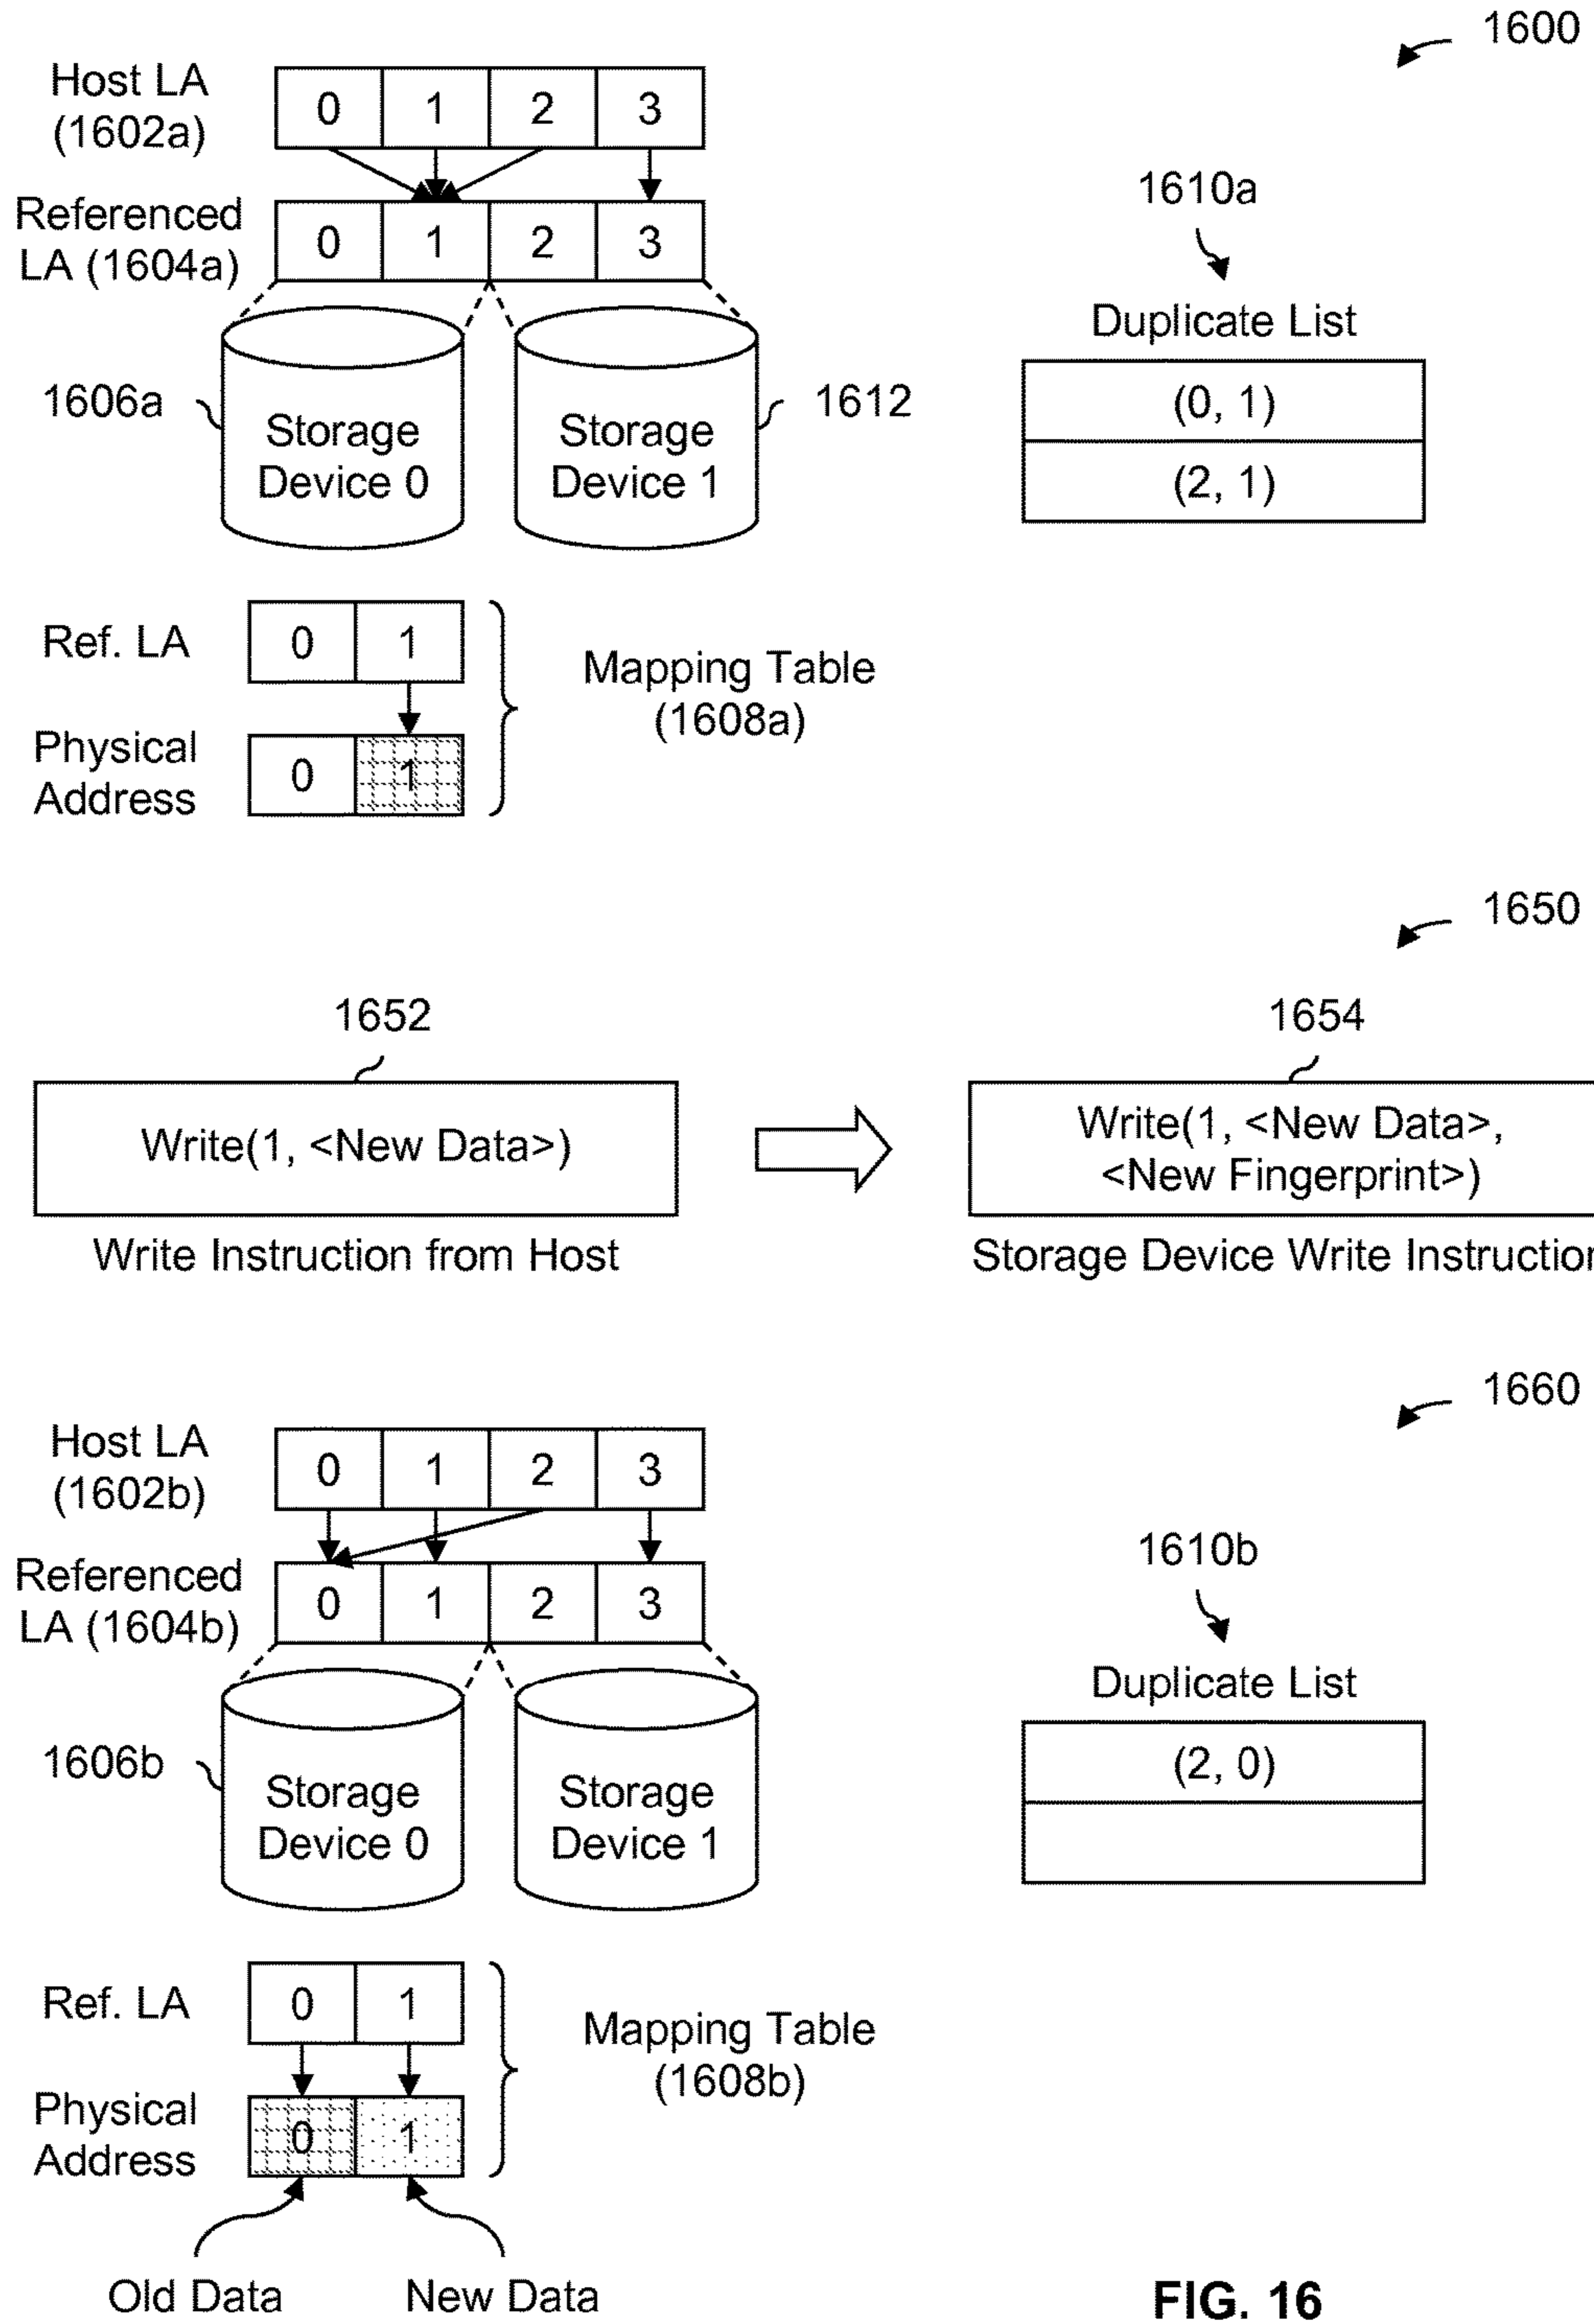 1600
Host LA
(1602a)
0 1 2 3
Referenced
LA (1604a)
0 1 2 3
1610a
Duplicate List
(0, 1)
(2, 1)
1606a
Storage
Device 0
Storage
Device 1
1612
Ref. LA
0 1
Physical
Address
0 1
Mapping Table
(1608a)
1650
1652
Write(1, <New Data>)
Write Instruction from Host
1654
Write(1, <New Data>,
<New Fingerprint>)
Storage Device Write Instruction
1660
Host LA
(1602b)
0 1 2 3
Referenced
LA (1604b)
0 1 2 3
1610b
Duplicate List
(2, 0)
1606b
Storage
Device 0
Storage
Device 1
Ref. LA
0 1
Physical
Address
0 1
Mapping Table
(1608b)
Old Data
New Data
FIG. 16